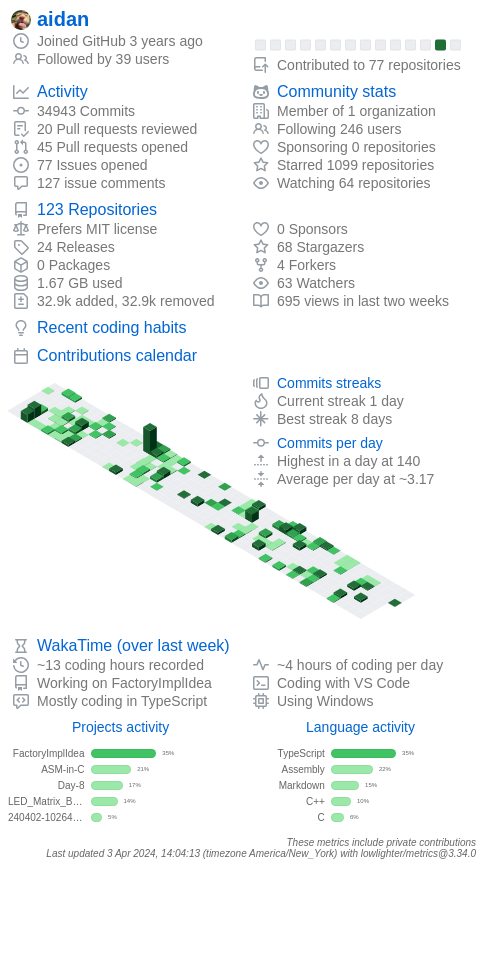 aidan
Joined GitHub 3 years ago
Followed by 39 users
Contributed to 77 repositories
Activity
34943 Commits
20 Pull requests reviewed
45 Pull requests opened
77 Issues opened
127 issue comments
Community stats
Member of 1 organization
Following 246 users
Sponsoring 0 repositories
Starred 1099 repositories
Watching 64 repositories
123 Repositories
Prefers MIT license
24 Releases
0 Packages
1.67 GB used
32.9k added, 32.9k removed
0 Sponsors
68 Stargazers
4 Forkers
63 Watchers
695 views in last two weeks
Recent coding habits
Contributions calendar
Commits streaks
Current streak 1 day
Best streak 8 days
Commits per day
Highest in a day at 140
Average per day at ~3.17
WakaTime (over last week)
~13 coding hours recorded
Working on FactoryImplIdea
Mostly coding in TypeScript
~4 hours of coding per day
Coding with VS Code
Using Windows
Projects activity
FactoryImplIdea 35%
ASM-in-C 21%
Day-8 17%
LED_Matrix_B... 14%
240402-10264... 5%
Language activity
TypeScript 35%
Assembly 22%
Markdown 15%
C++ 10%
C 6%
These metrics include private contributions
Last updated 3 Apr 2024, 14:04:13 (timezone America/New_York) with lowlighter/metrics@3.34.0